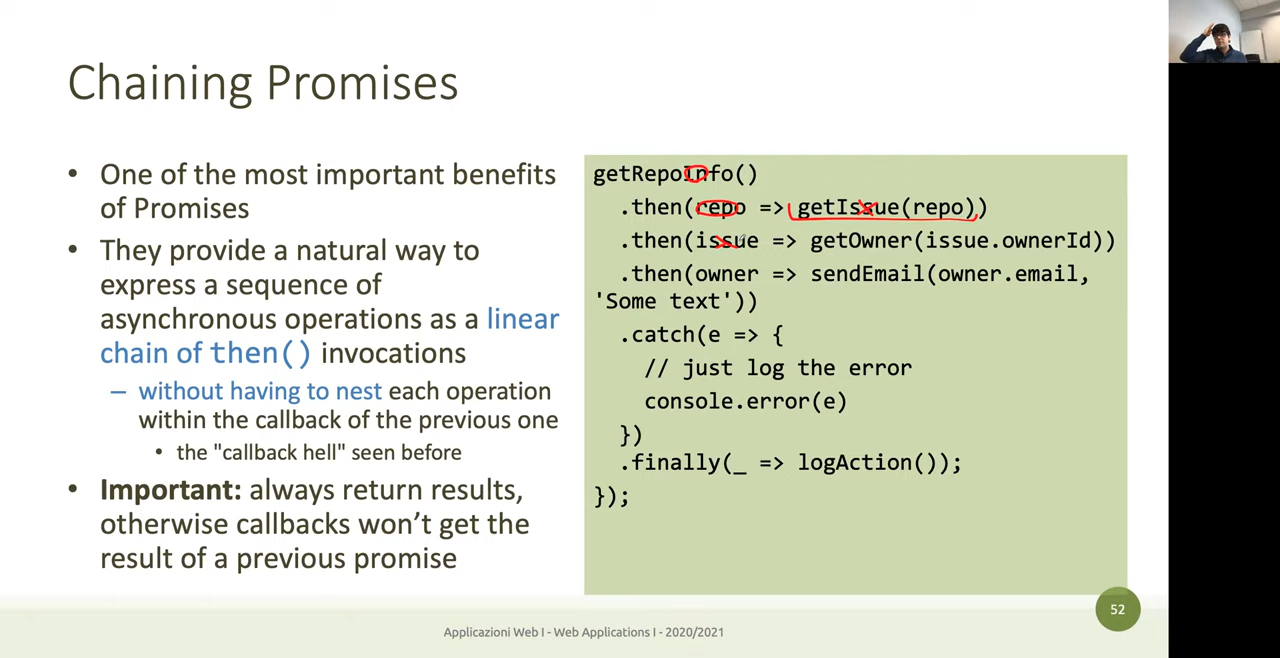 Chaining Promises
• One of the most important benefits
of Promises
• They provide a natural way to
express a sequence of
asynchronous operations as a linear
chain of then() invocations
– without having to nest each operation
within the callback of the previous one
• the "callback hell" seen before
• Important: always return results,
otherwise callbacks won't get the
result of a previous promise
getRepoInfo()
.then(repo => getIssue(repo))
.then(issue => getOwner(issue.ownerId))
.then(owner => sendEmail(owner.email,
'Some text'))
.catch(e => {
// just log the error
console.error(e)
})
.finally(_ => logAction());
});
52
Applicazioni Web I - Web Applications I - 2020/2021